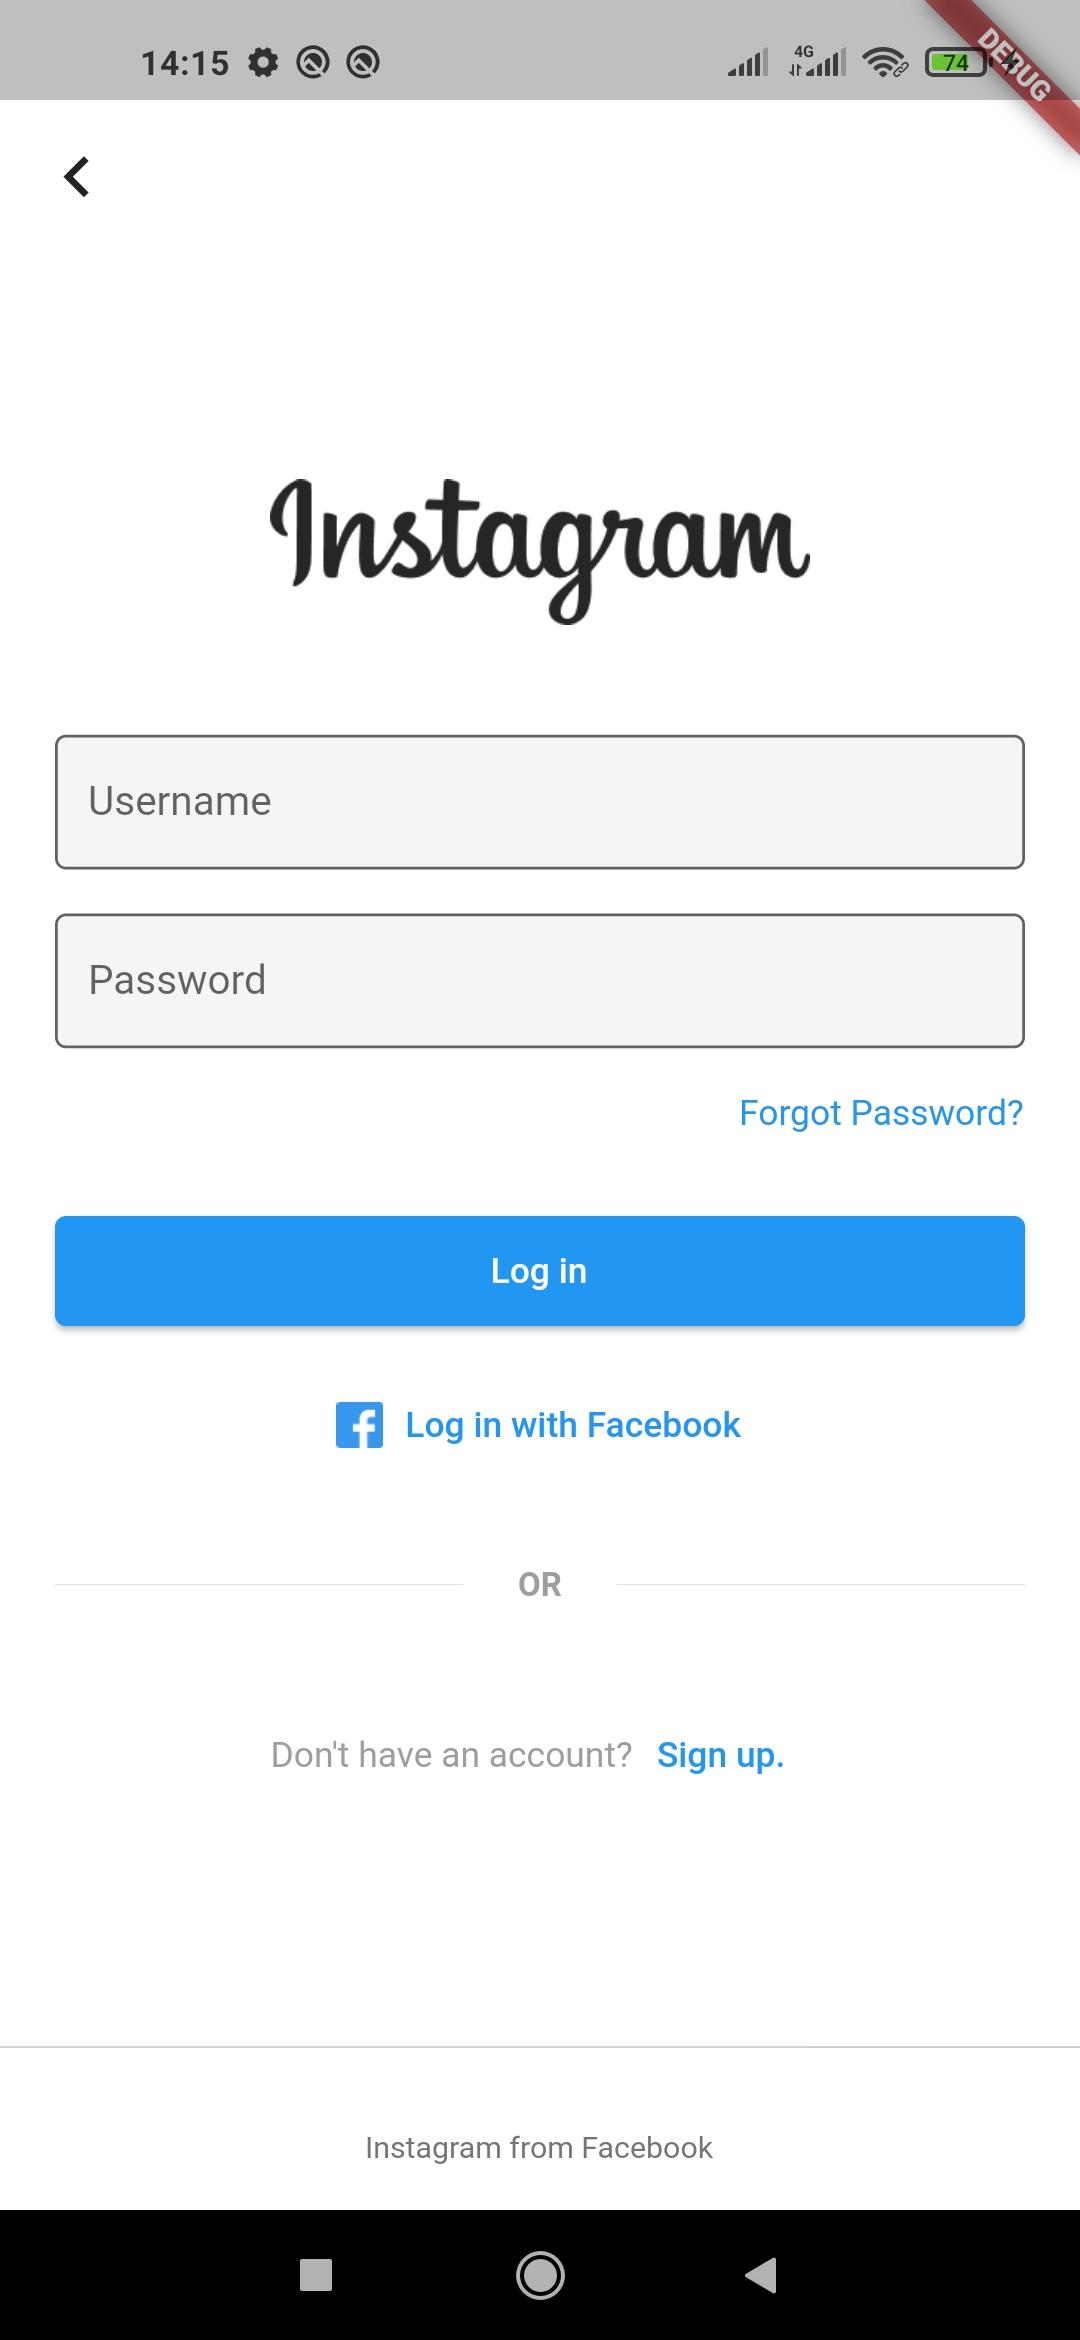 14:15
4G
74
DEBUG
Instagram
Username
Password
Forgot Password?
Log in
f Log in with Facebook
OR
Don't have an account? Sign up.
Instagram from Facebook